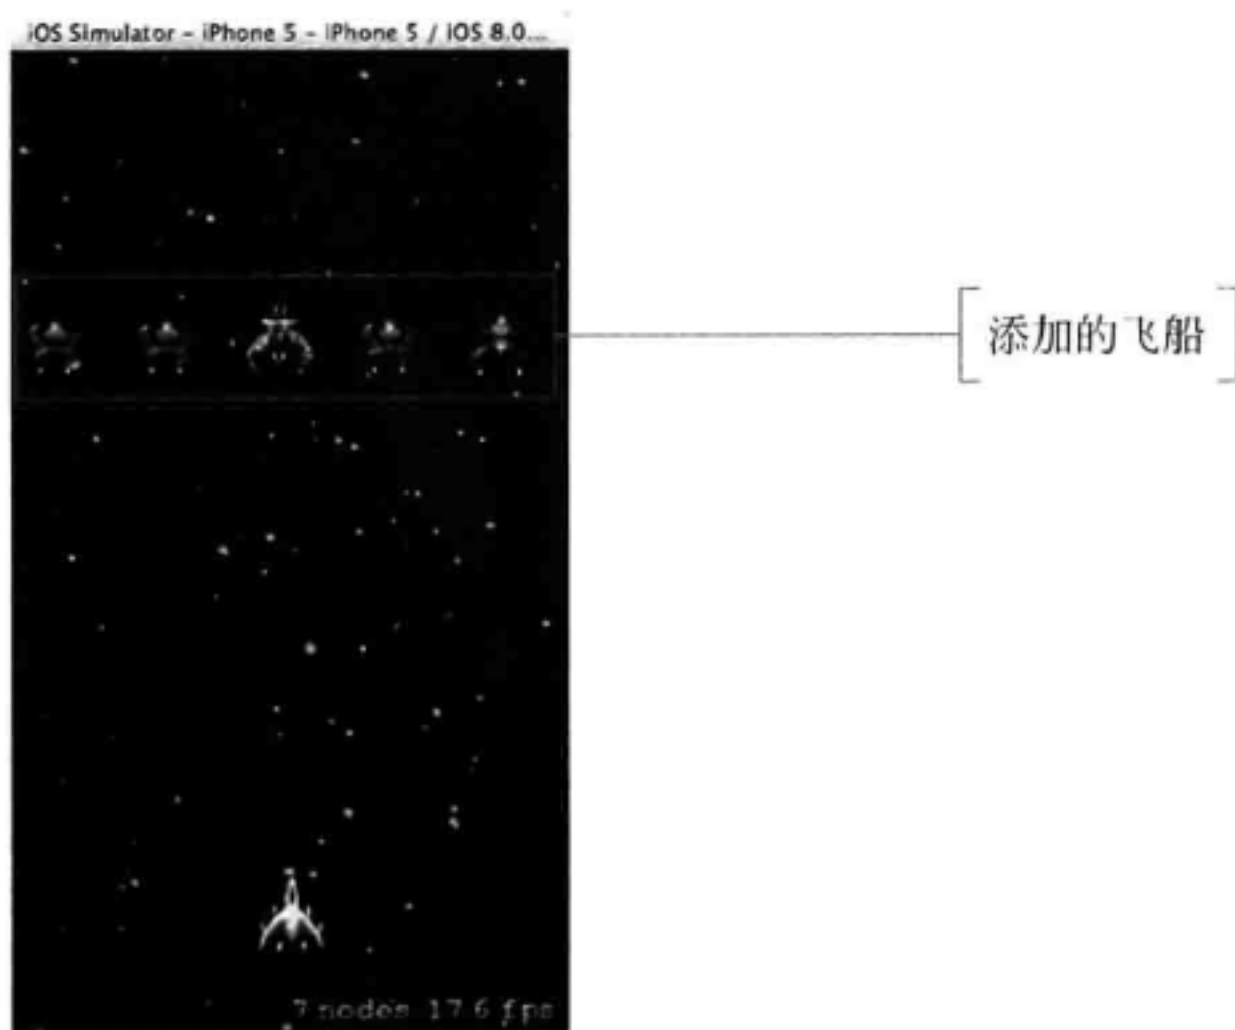 iOS Simulator - iPhone 5 - iPhone 5 / iOS 8.0...
添加的飞船
7 nodes 17.6 fps